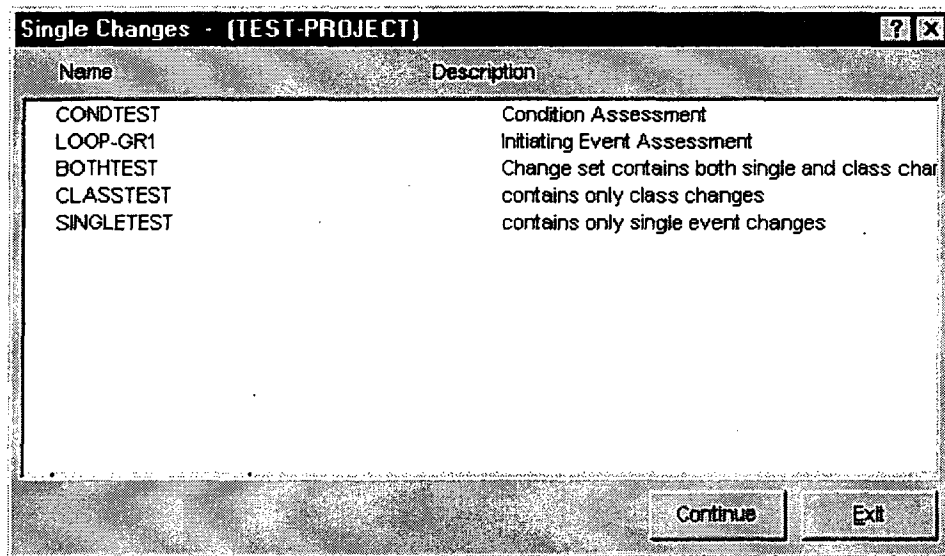 Single Changes - (TEST-PROJECT)
Name Description
CONDTEST Condition Assessment
LOOP-GR1 Initiating Event Assessment
BOTHTEST Change set contains both single and class char
CLASSTEST contains only class changes
SINGLETEST contains only single event changes
Continue Exit